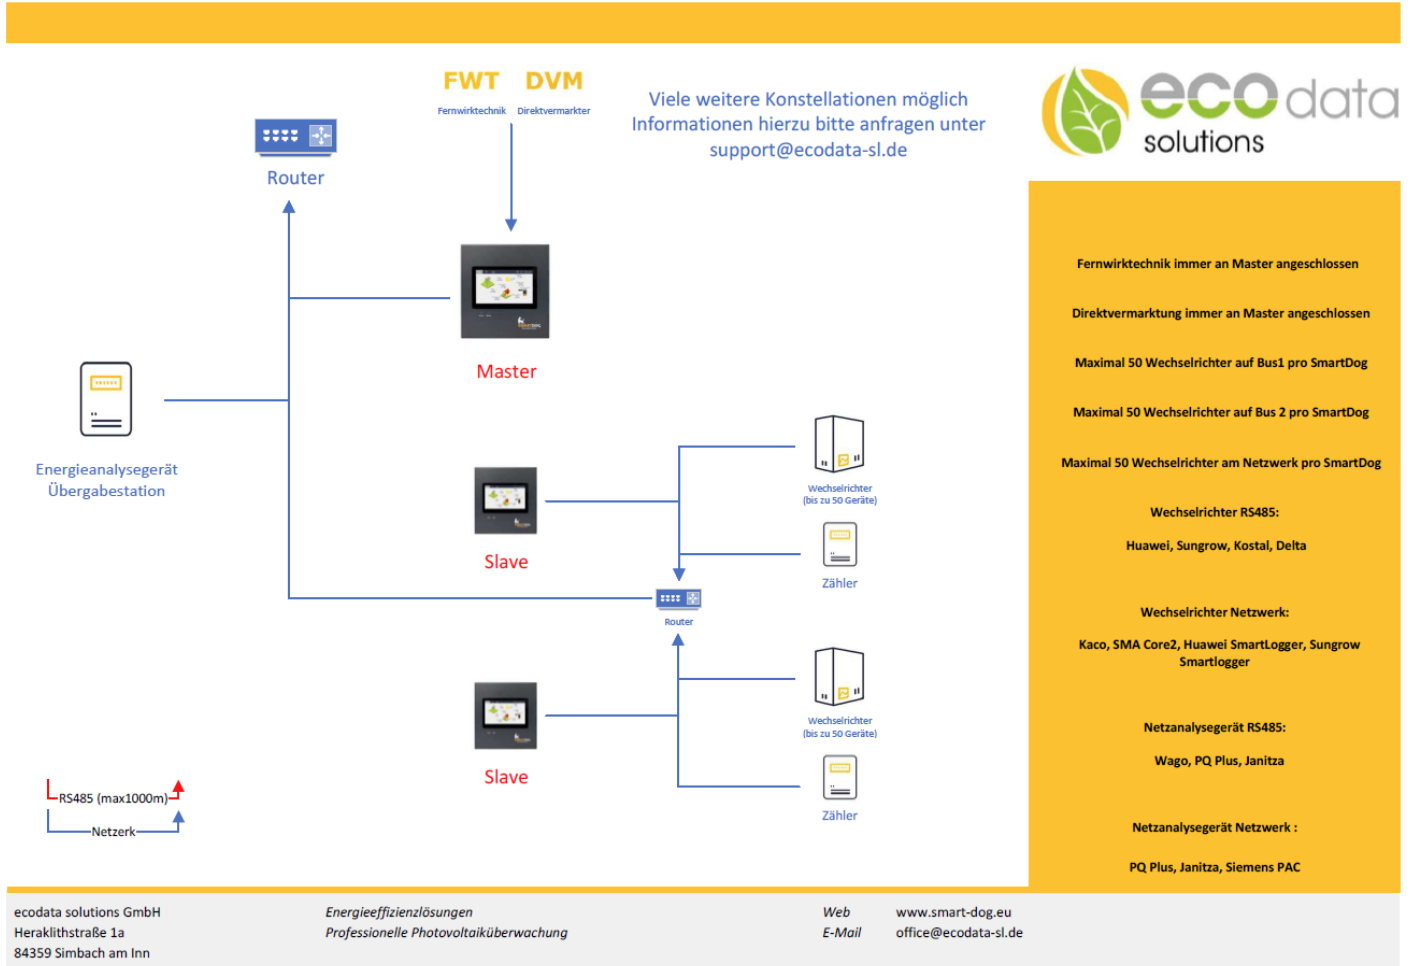 FWT DVM
Fernwirktechnik Direktvermarkter
Viele weitere Konstellationen möglich
Informationen hierzu bitte anfragen unter
support@ecodata-sl.de
eco data
solutions
Router
Master
Energieanalysegerät
Übergabestation
Slave
Wechselrichter
(bis zu 50 Geräte)
Zähler
Router
Slave
Wechselrichter
(bis zu 50 Geräte)
Zähler
RS485 (max1000m)
Netzerk
Fernwirktechnik immer an Master angeschlossen
Direktvermarktung immer an Master angeschlossen
Maximal 50 Wechselrichter auf Bus1 pro SmartDog
Maximal 50 Wechselrichter auf Bus 2 pro SmartDog
Maximal 50 Wechselrichter am Netzwerk pro SmartDog
Wechselrichter RS485:
Huawei, Sungrow, Kostal, Delta
Wechselrichter Netzwerk:
Kaco, SMA Core2, Huawei SmartLogger, Sungrow
Smartlogger
Netzanalysegerät RS485:
Wago, PQ Plus, Janitza
Netzanalysegerät Netzwerk :
PQ Plus, Janitza, Siemens PAC
ecodata solutions GmbH
Heraklithstraße 1a
84359 Simbach am Inn
Energieeffizienzlösungen
Professionelle Photovoltaiküberwachung
Web www.smart-dog.eu
E-Mail office@ecodata-sl.de